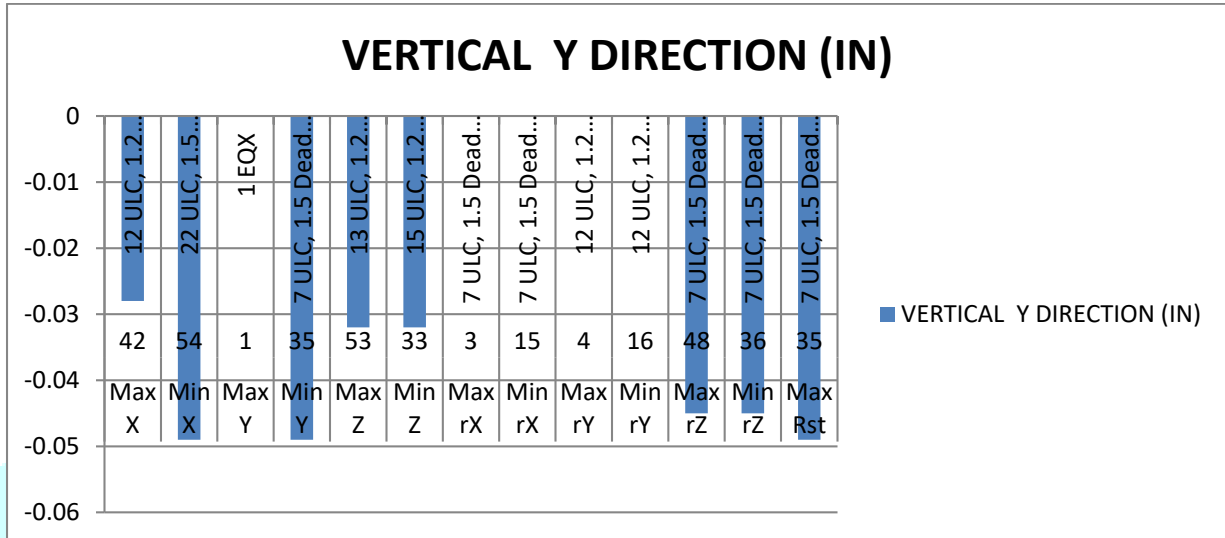 VERTICAL Y DIRECTION (IN)
0
-0.01
-0.02
-0.03
-0.04
-0.05
-0.06
12 ULC, 1.2...
22 ULC, 1.5...
1 EQX
7 ULC, 1.5 Dead...
13 ULC, 1.2...
15 ULC, 1.2...
7 ULC, 1.5 Dead...
7 ULC, 1.5 Dead...
12 ULC, 1.2...
12 ULC, 1.2...
7 ULC, 1.5 Dead...
7 ULC, 1.5 Dead...
7 ULC, 1.5 Dead...
42 54 1 35 53 33 3 15 4 16 48 36 35
Max Min Max Min Max Min Max Min Max Min Max Min Max
X X Y Y Z Z rX rX rY rY rZ rZ Rst
VERTICAL Y DIRECTION (IN)